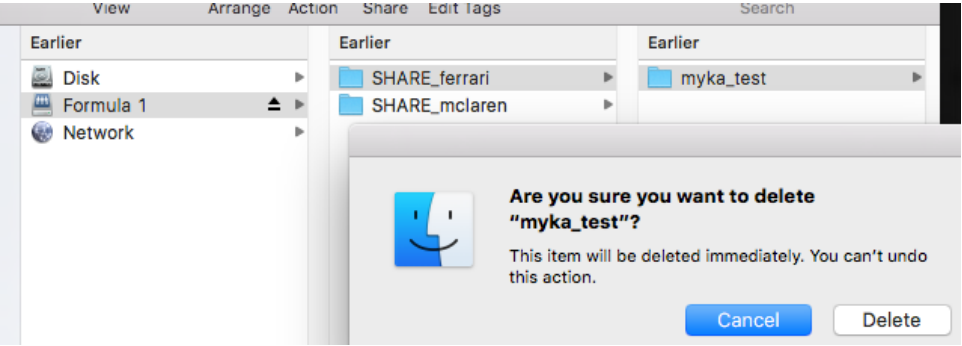 View Arrange Action Share Edit Tags Search
Earlier Earlier Earlier
Disk SHARE_ferrari myka_test
Formula 1 SHARE_mclaren
Network
Are you sure you want to delete
“myka_test”?
This item will be deleted immediately. You can’t undo
this action.
Cancel Delete